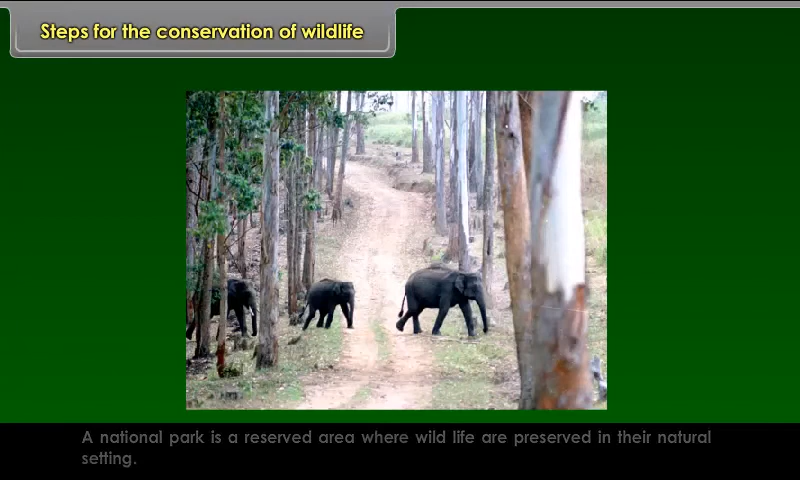 Steps for the conservation of wildlife
A national park is a reserved area where wild life are preserved in their natural
setting.